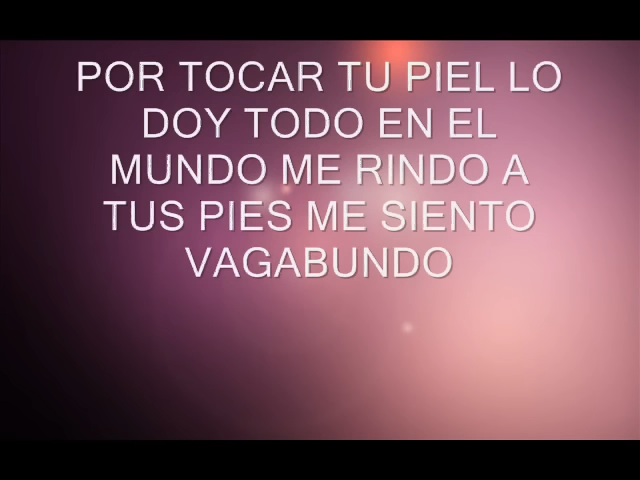 POR TOCAR TU PIEL LO
DOY TODO EN EL
MUNDO ME RINDO A
TUS PIES ME SIENTO
VAGABUNDO